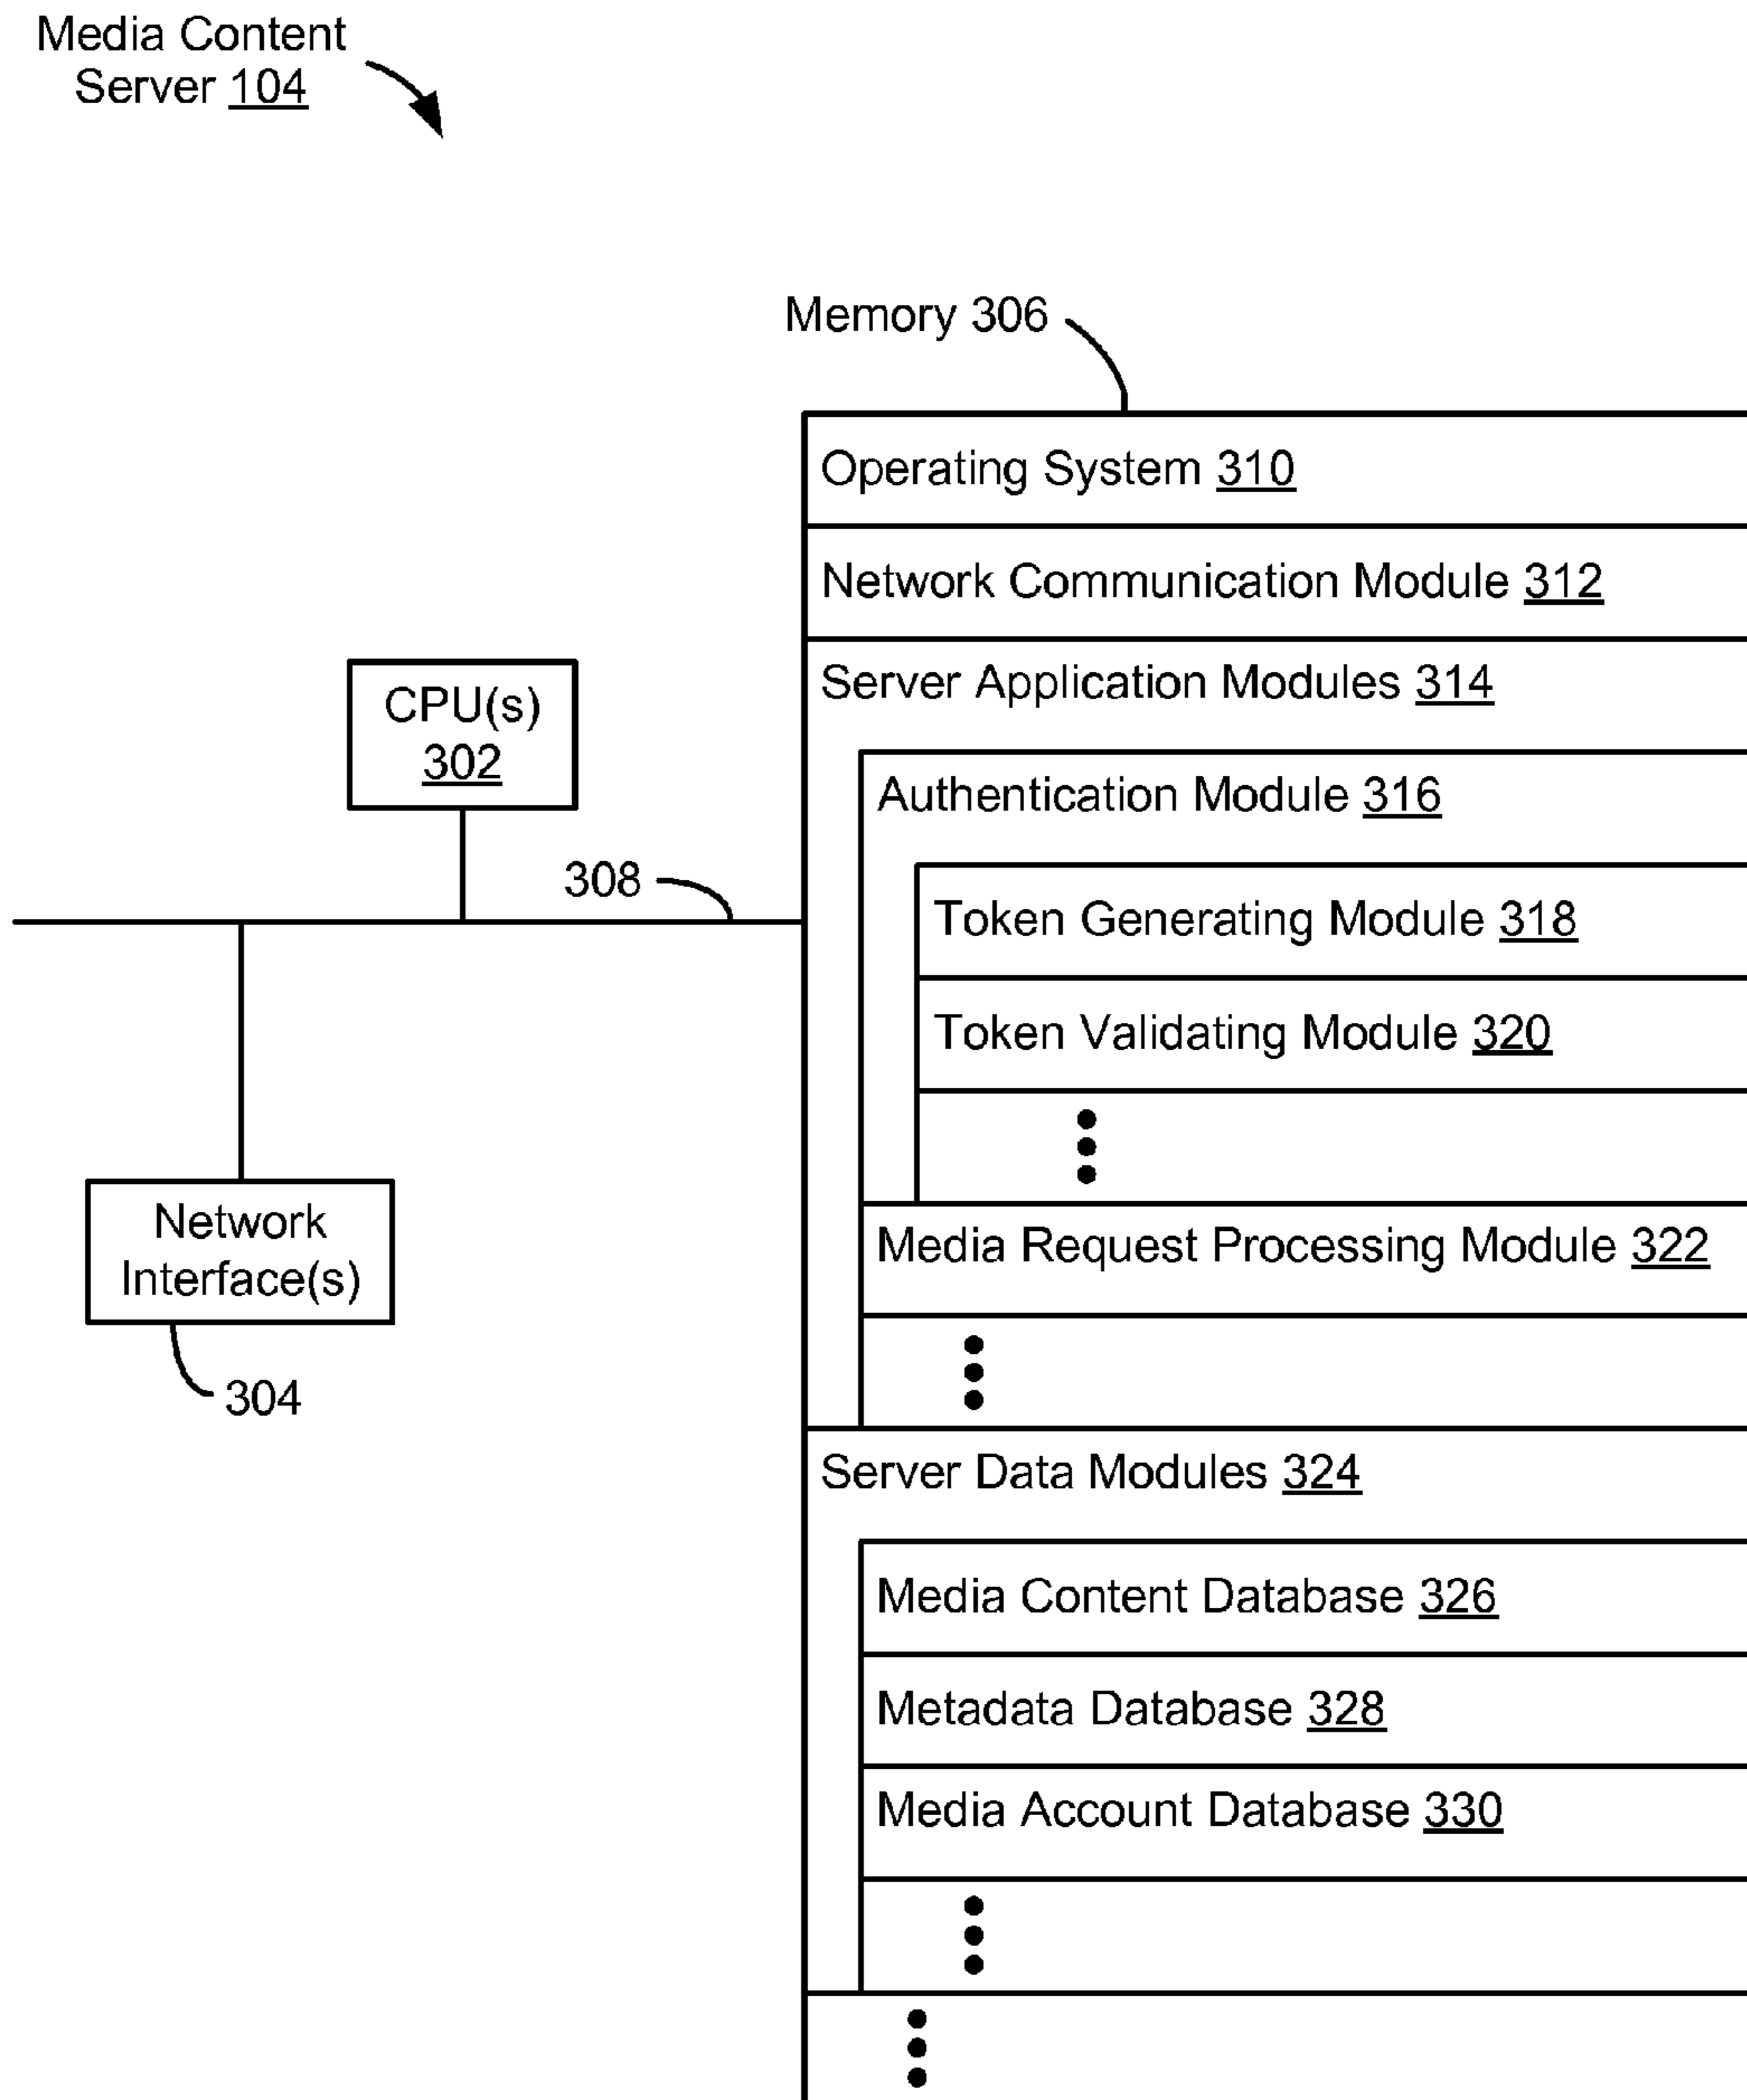 Media Content
Server 104
Memory 306
Operating System 310
Network Communication Module 312
Server Application Modules 314
CPU(s)
302
Authentication Module 316
308
Token Generating Module 318
Token Validating Module 320
Network
Interface(s)
304
Media Request Processing Module 322
Server Data Modules 324
Media Content Database 326
Metadata Database 328
Media Account Database 330